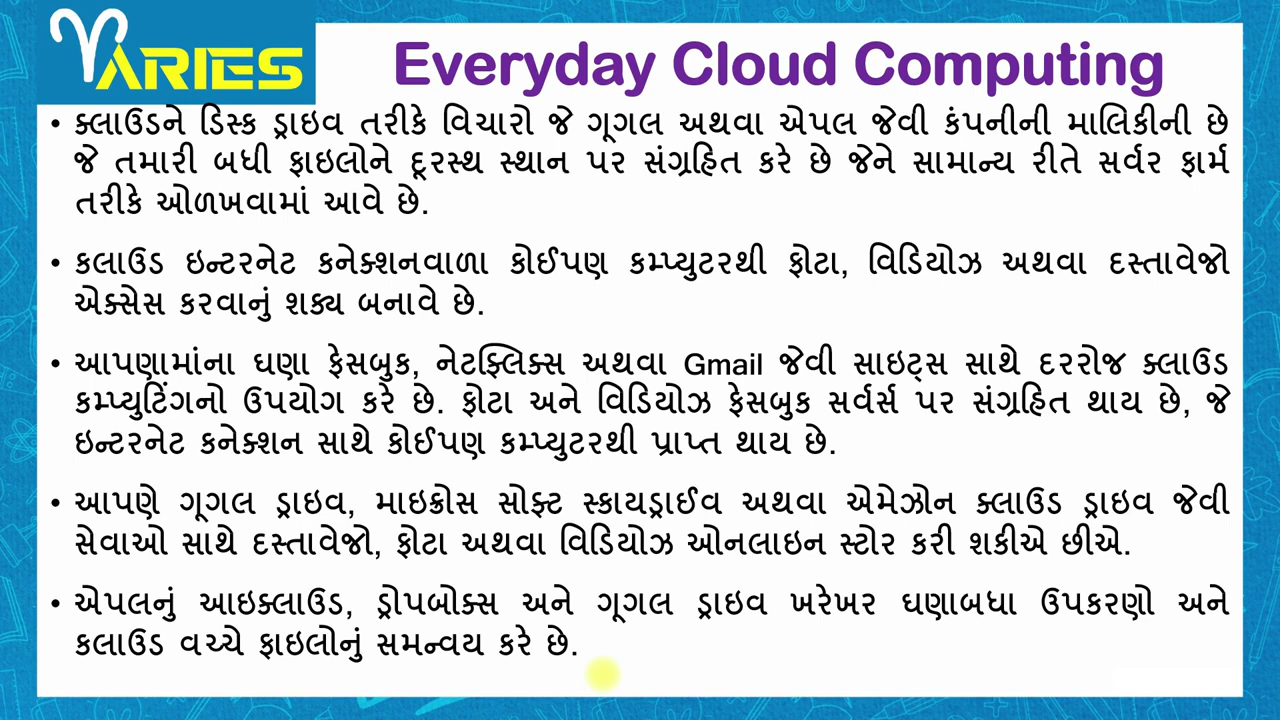 ARIES
Everyday Cloud Computing
• ક્લાઉડને ડિસ્ક ડ્રાઇવ તરીકે વિચારો જે ગૂગલ અથવા એપલ જેવી કંપનીની માલિકીની છે
જે તમારી બધી ફાઇલોને દૂરસ્થ સ્થાન પર સંગ્રહિત કરે છે જેને સામાન્ય રીતે સર્વર ફાર્મ
તરીકે ઓળખવામાં આવે છે.
• કલાઉડ ઇન્ટરનેટ કનેક્શનવાળા કોઈપણ કમ્પ્યુટરથી ફોટા, વિડિયોઝ અથવા દસ્તાવેજો
એક્સેસ કરવાનું શક્ય બનાવે છે.
• આપણામાંના ઘણા ફેસબુક, નેટફ્લિક્સ અથવા Gmail જેવી સાઇટ્સ સાથે દરરોજ ક્લાઉડ
કમ્પ્યુટિંગનો ઉપયોગ કરે છે. ફોટા અને વિડિયોઝ ફેસબુક સર્વર્સ પર સંગ્રહિત થાય છે, જે
ઇન્ટરનેટ કનેક્શન સાથે કોઈપણ કમ્પ્યુટરથી પ્રાપ્ત થાય છે.
• આપણે ગૂગલ ડ્રાઇવ, માઇક્રોસ સોફ્ટ સ્કાયડ્રાઈવ અથવા એમેઝોન ક્લાઉડ ડ્રાઇવ જેવી
સેવાઓ સાથે દસ્તાવેજો, ફોટા અથવા વિડિયોઝ ઓનલાઇન સ્ટોર કરી શકીએ છીએ.
• એપલનું આઇક્લાઉડ, ડ્રોપબોક્સ અને ગૂગલ ડ્રાઇવ ખરેખર ઘણાબધા ઉપકરણો અને
કલાઉડ વચ્ચે ફાઇલોનું સમન્વય કરે છે.